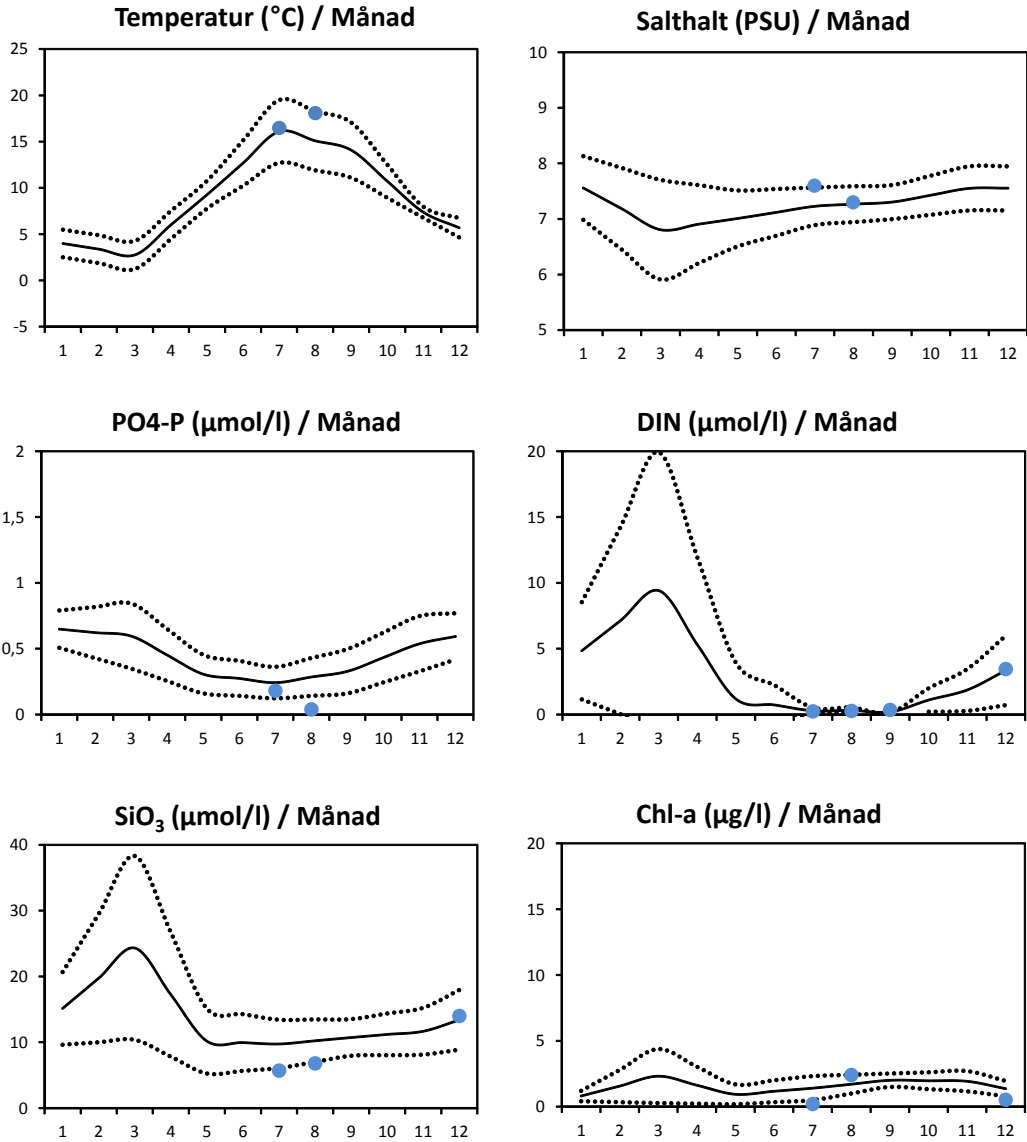 Temperatur (°C) / Månad
25
20
15
10
5
0
-5
1 2 3 4 5 6 7 8 9 10 11 12
Salthalt (PSU) / Månad
10
9
8
7
6
5
1 2 3 4 5 6 7 8 9 10 11 12
PO4-P (µmol/l) / Månad
2
1,5
1
0,5
0
1 2 3 4 5 6 7 8 9 10 11 12
DIN (µmol/l) / Månad
20
15
10
5
0
1 2 3 4 5 6 7 8 9 10 11 12
SiO₃ (µmol/l) / Månad
40
30
20
10
0
1 2 3 4 5 6 7 8 9 10 11 12
Chl-a (µg/l) / Månad
20
15
10
5
0
1 2 3 4 5 6 7 8 9 10 11 12